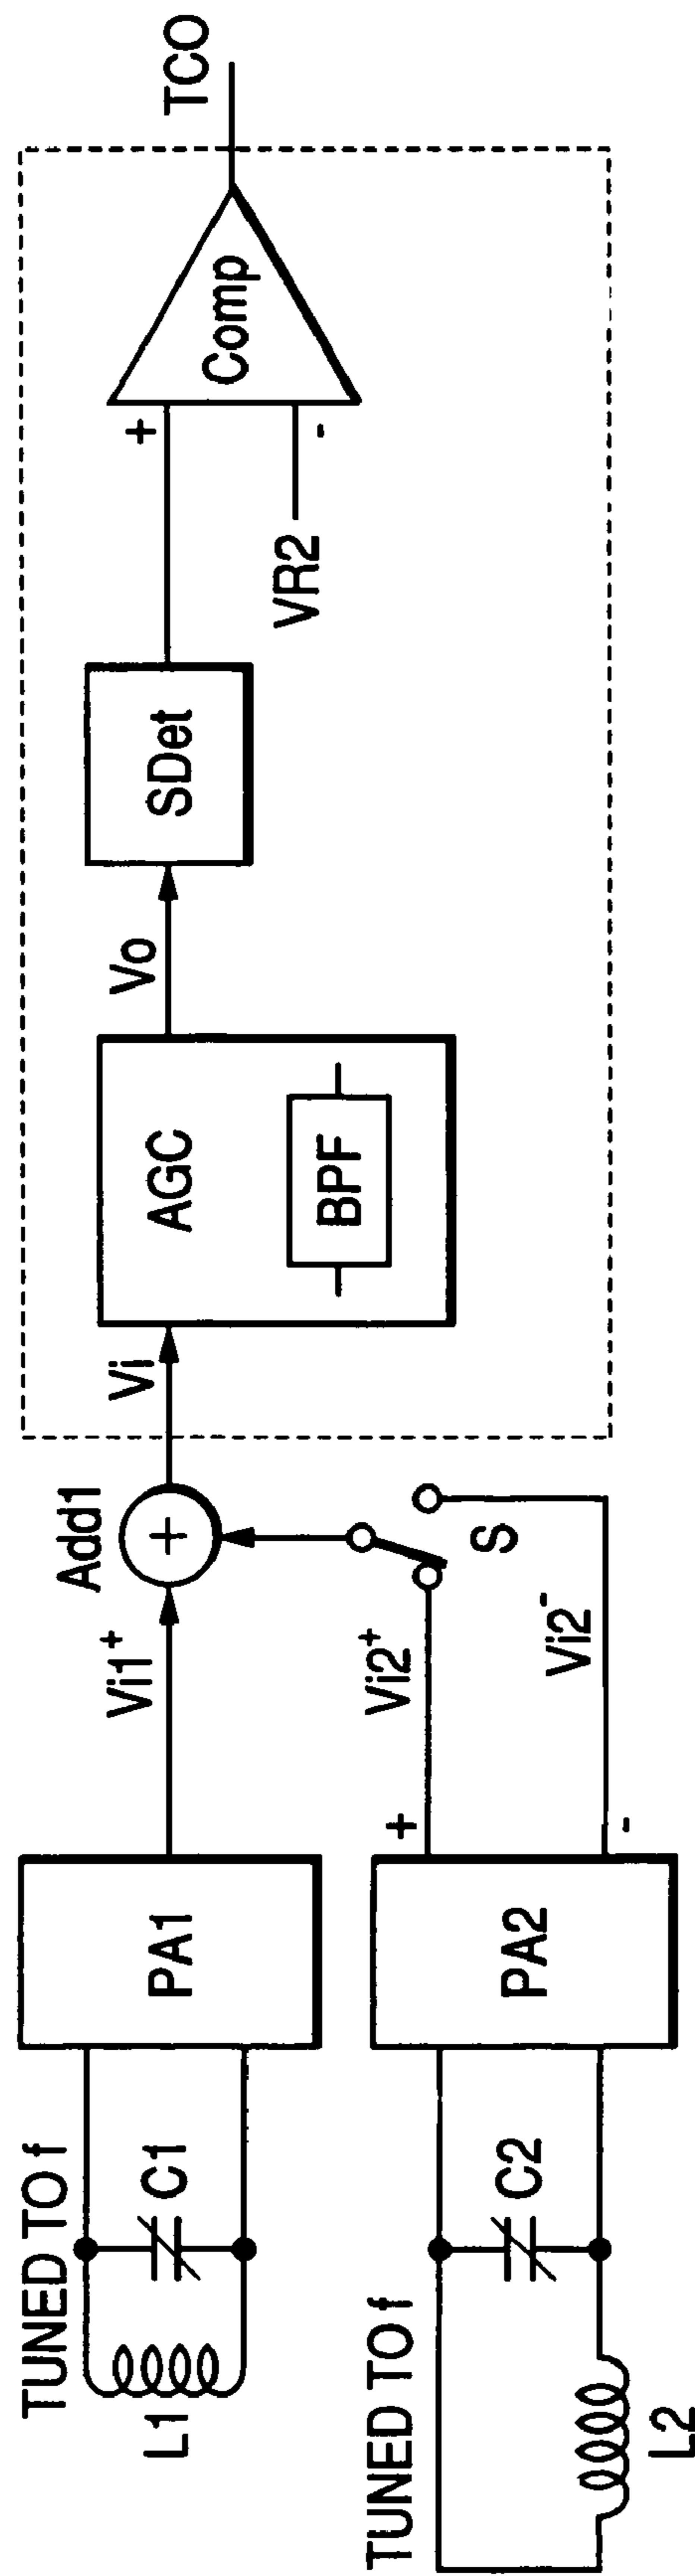 TUNED TO f
L1
C1
PA1
Vi1+
Add1
+
Vi
AGC
BPF
Vo
SDet
+
-
VR2
Comp
TCO
TUNED TO f
L2
C2
PA2
+
-
Vi2+
Vi2-
S